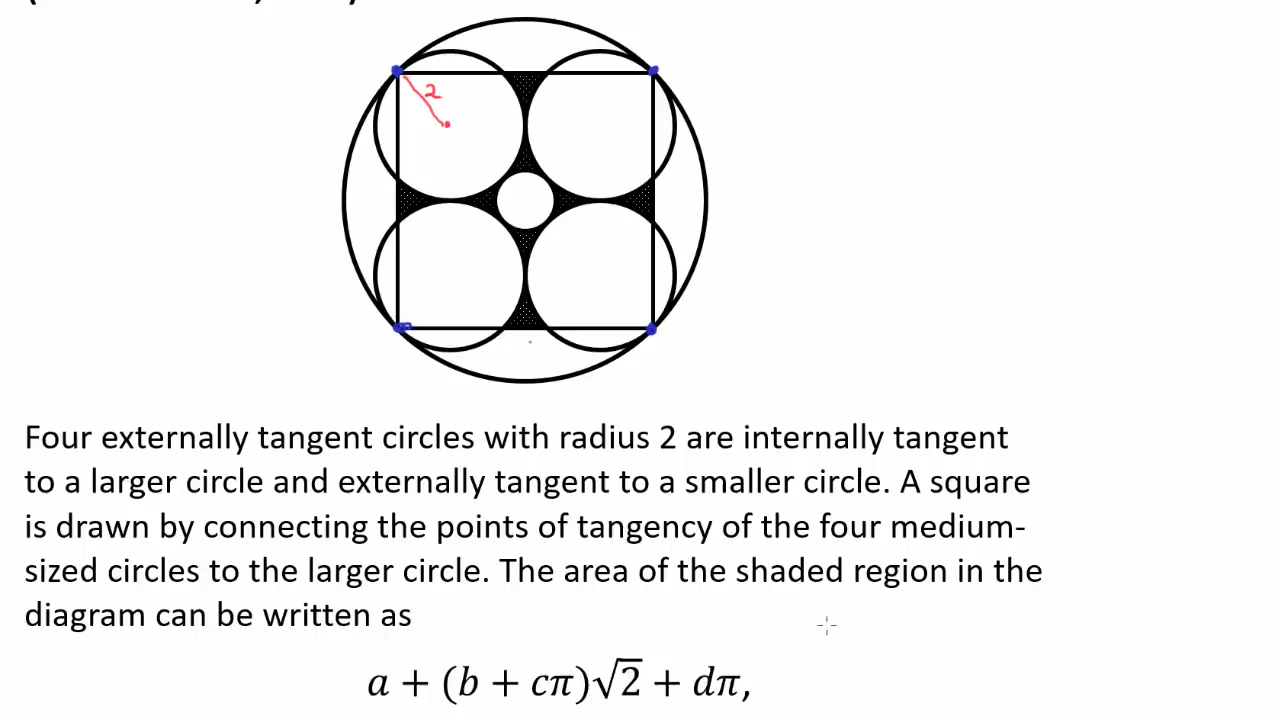 2
Four externally tangent circles with radius 2 are internally tangent
to a larger circle and externally tangent to a smaller circle. A square
is drawn by connecting the points of tangency of the four medium-
sized circles to the larger circle. The area of the shaded region in the
diagram can be written as
a + (b + cπ)√2 + dπ,